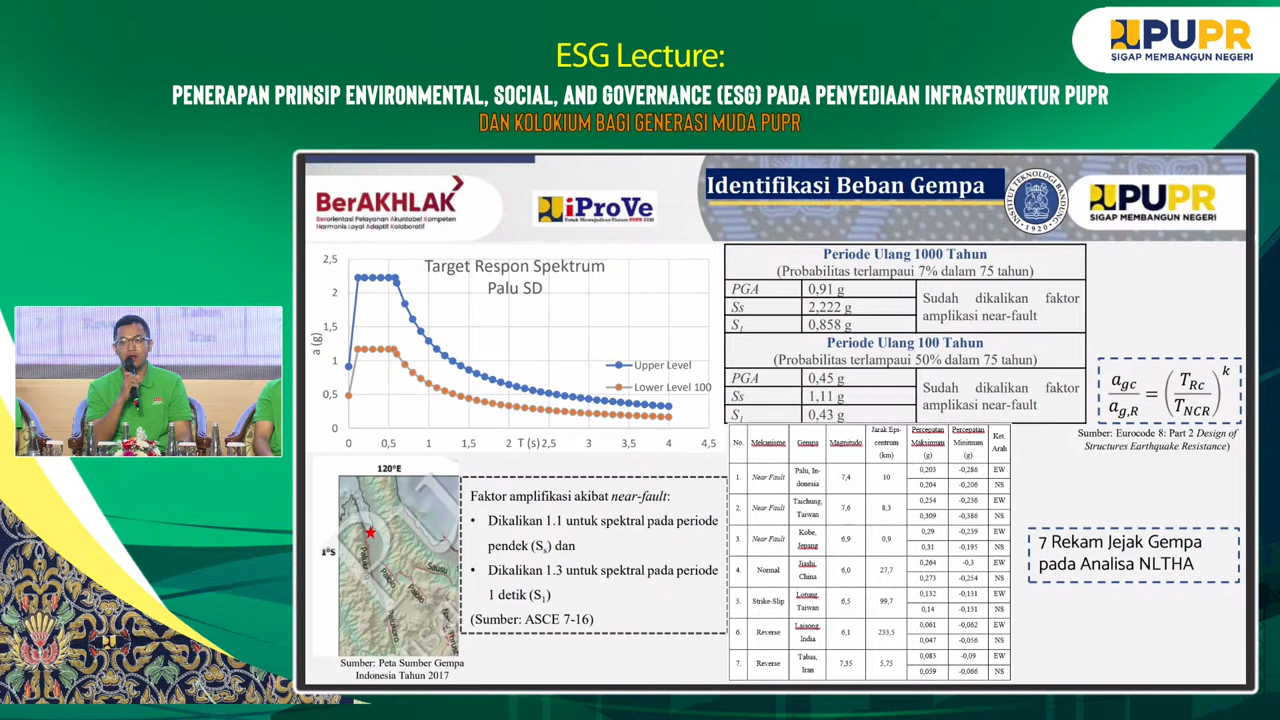 ESG Lecture:
PENERAPAN PRINSIP ENVIRONMENTAL, SOCIAL, AND GOVERNANCE (ESG) PADA PENYEDIAAN INFRASTRUKTUR PUPR
DAN KOLOKIUM BAGI GENERASI MUDA PUPR
PUPR
SIGAP MEMBANGUN NEGERI
BerAKHLAK
Berorientasi Pelayanan Akuntabel Kompeten
Harmonis Loyal Adaptif Kolaboratif
iProVe
Identifikasi Beban Gempa
INSTITUT TEKNOLOGI BANDUNG
1920
PUPR
SIGAP MEMBANGUN NEGERI
Target Respon Spektrum
Palu SD
2,5
2
1,5
1
0,5
0
a (g)
Upper Level
Lower Level 100
0 0,5 1 1,5 2 T (s) 2,5 3 3,5 4 4,5
Periode Ulang 1000 Tahun
(Probabilitas terlampaui 7% dalam 75 tahun)
PGA 0,91 g
Ss 2,222 g
S1 0,858 g
Sudah dikalikan faktor
amplikasi near-fault
Periode Ulang 100 Tahun
(Probabilitas terlampaui 50% dalam 75 tahun)
PGA 0,45 g
Ss 1,11 g
S1 0,43 g
Sudah dikalikan faktor
amplifikasi near-fault
agc/ag,R = (TRc/TNCR)^k
Sumber: Eurocode 8: Part 2 Design of
Structures Earthquake Resistance)
120°E
1°S
Sausu
Sumber: Peta Sumber Gempa
Indonesia Tahun 2017
Faktor amplifikasi akibat near-fault:
• Dikalikan 1.1 untuk spektral pada periode
pendek (Ss) dan
• Dikalikan 1.3 untuk spektral pada periode
1 detik (S1)
(Sumber: ASCE 7-16)
No. Mekanisme Gempa Magnitudo Jarak Epi-centrum (km) Percepatan Maksimum (g) Percepatan Minimum (g) Ket. Arah
1. Near Fault Palu, In-donesia 7,4 10 0,203 -0,286 EW
0,204 -0,206 NS
2. Near Fault Taichung, Taiwan 7,6 8,3 0,254 -0,236 EW
0,309 -0,386 NS
3. Near Fault Kobe, Jepang 6,9 0,9 0,29 -0,239 EW
0,31 -0,195 NS
4. Normal Jiashi, China 6,0 27,7 0,264 -0,3 EW
0,273 -0,254 NS
5. Strike-Slip Lotung, Taiwan 6,5 99,7 0,132 -0,131 EW
0,14 -0,131 NS
6. Reverse Laisong, India 6,1 233,5 0,061 -0,062 EW
0,047 -0,056 NS
7. Reverse Tabas, Iran 7,35 5,75 0,083 -0,09 EW
0,059 -0,066 NS
7 Rekam Jejak Gempa
pada Analisa NLTHA